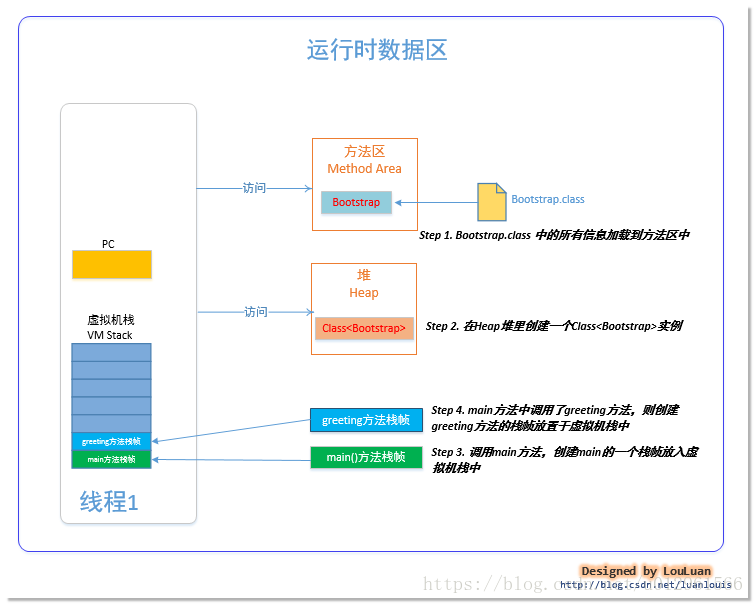 运行时数据区
方法区
Method Area
访问
Bootstrap
Bootstrap.class
Step 1. Bootstrap.class 中的所有信息加载到方法区中
PC
堆
Heap
访问
虚拟机栈
VM Stack
Class<Bootstrap>
Step 2. 在Heap堆里创建一个Class<Bootstrap>实例
greeting方法栈帧
Step 4. main方法中调用了greeting方法，则创建
greeting方法的栈帧放置于虚拟机栈中
greeting方法栈帧
main()方法栈帧
Step 3. 调用main方法，创建main的一个栈帧放入虚
拟机栈中
main方法栈帧
线程1
Designed by LouLuan
http://blog.csdn.net/luanlouis